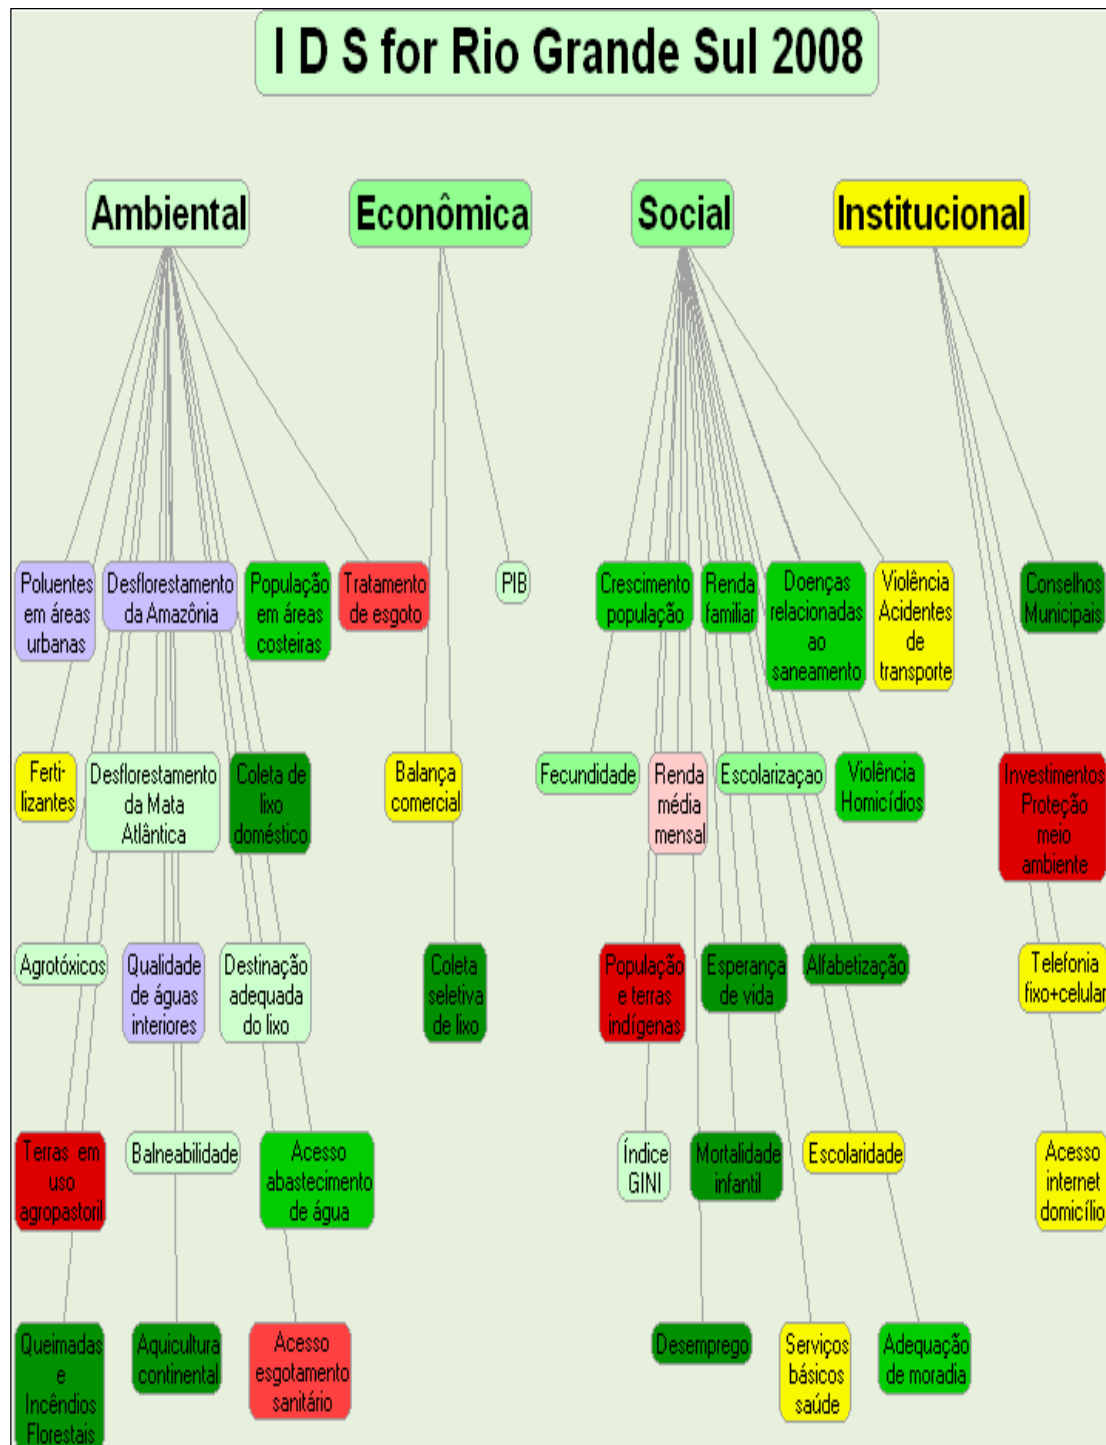 I D S for Rio Grande Sul 2008
Ambiental
Econômica
Social
Institucional
Poluentes
em áreas
urbanas
Desflorestamento
da Amazônia
População
em áreas
costeiras
Tratamento
de esgoto
PIB
Crescimento
população
Renda
familiar
Doenças
relacionadas
ao
saneamento
Violência
Acidentes
de
transporte
Conselhos
Municipais
Ferti-
lizantes
Desflorestamento
da Mata
Atlântica
Coleta de
lixo
doméstico
Balança
comercial
Fecundidade
Renda
média
mensal
Escolarizaçao
Violência
Homicídios
Investimentos
Proteção
meio
ambiente
Agrotóxicos
Qualidade
de águas
interiores
Destinação
adequada
do lixo
Coleta
seletiva
de lixo
População
e terras
indígenas
Esperança
de vida
Alfabetização
Telefonia
fixo+celular
Terras em
uso
agropastoril
Balneabilidade
Acesso
abastecimento
de água
Índice
GINI
Mortalidade
infantil
Escolaridade
Acesso
internet
domicílio
Queimadas
e
Incêndios
Florestais
Aquicultura
continental
Acesso
esgotamento
sanitário
Desemprego
Serviços
básicos
saúde
Adequação
de moradia